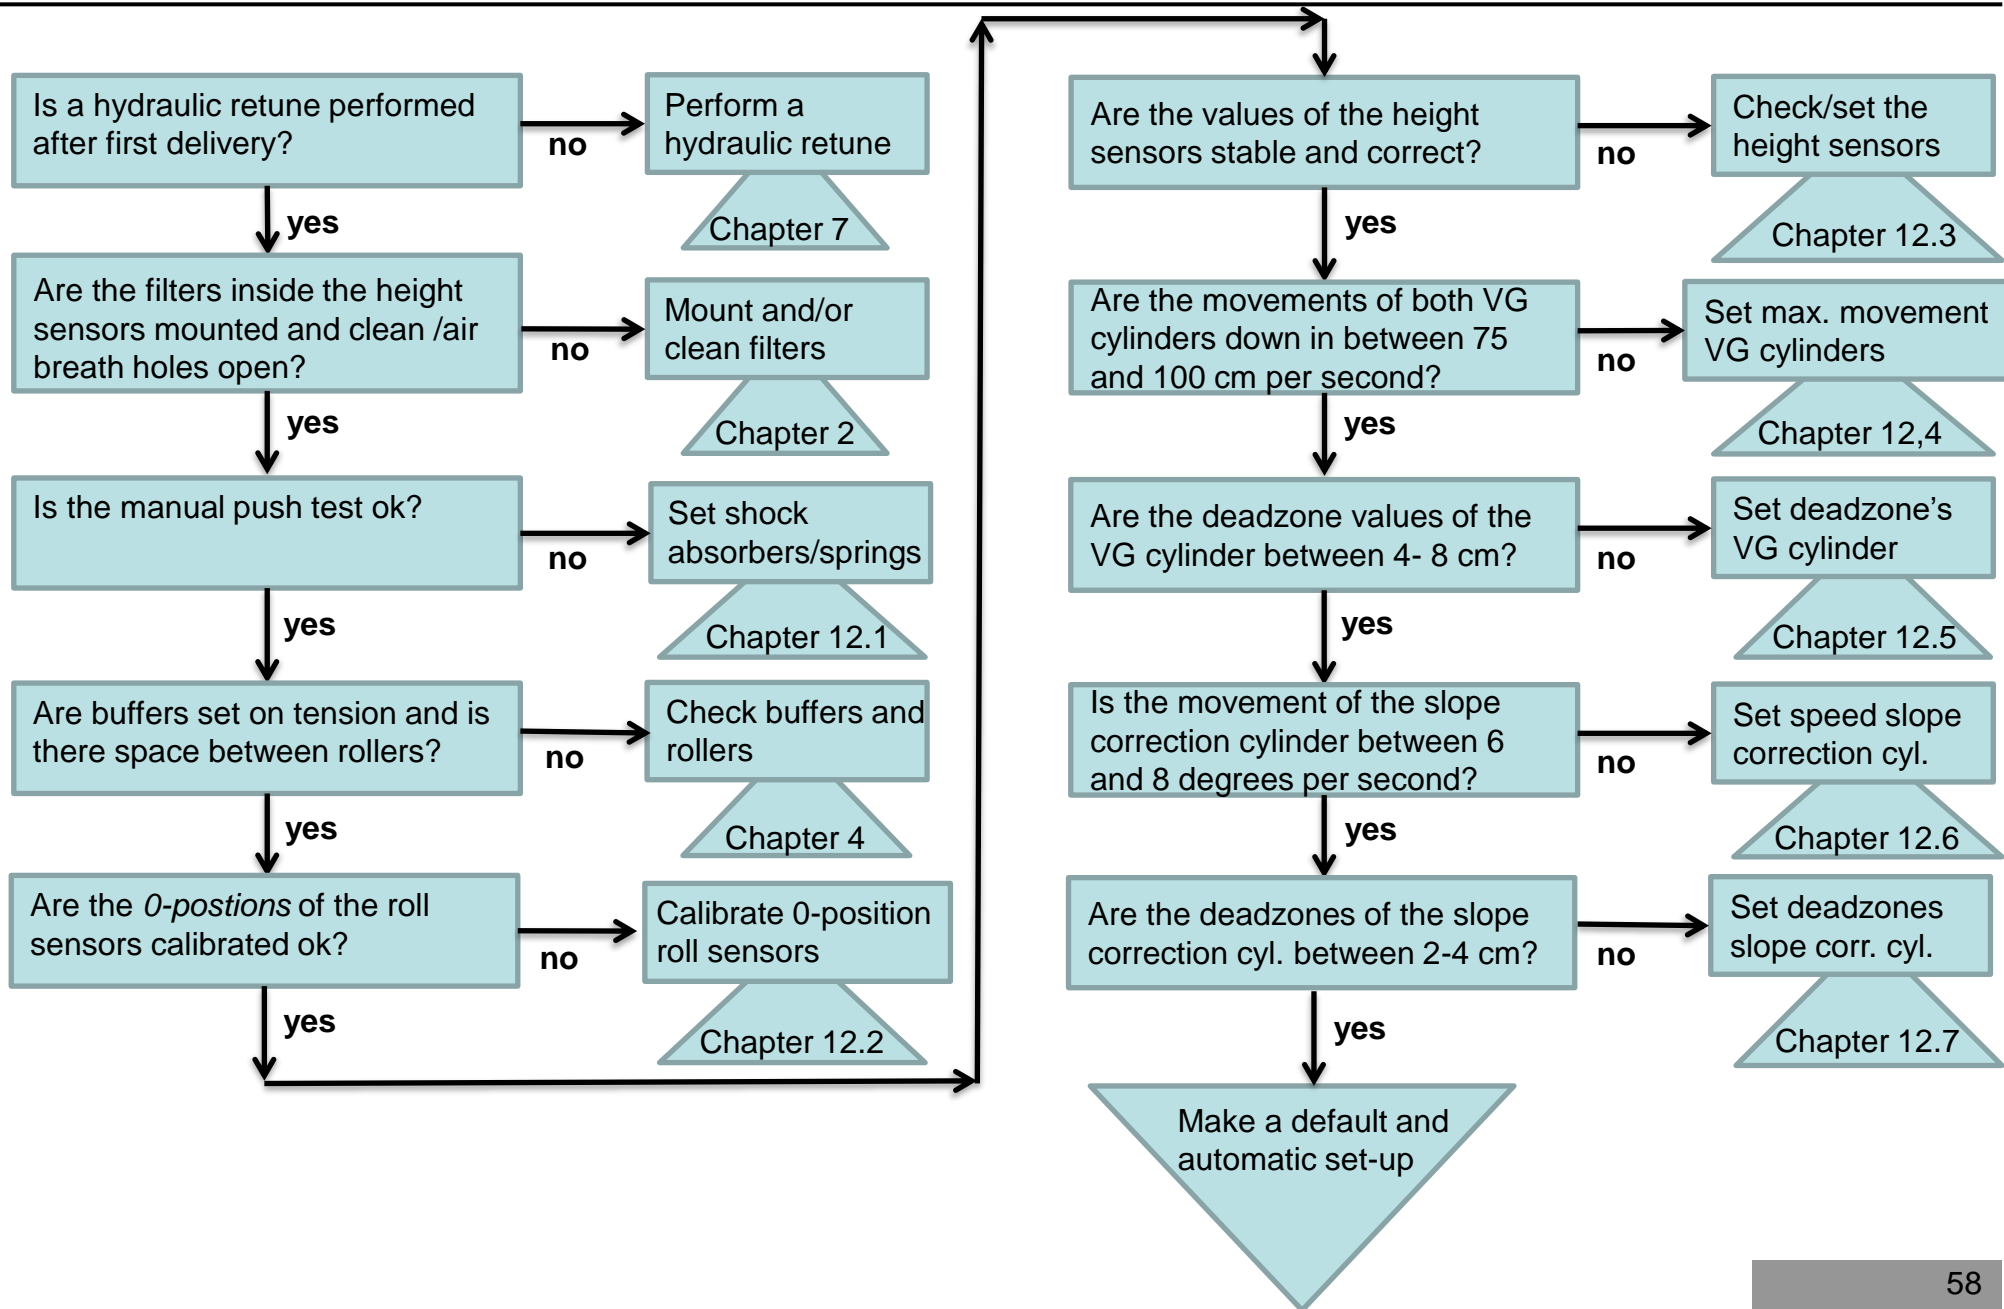 Is a hydraulic retune performed
after first delivery?
no
Perform a
hydraulic retune
Chapter 7
yes
Are the filters inside the height
sensors mounted and clean /air
breath holes open?
no
Mount and/or
clean filters
Chapter 2
yes
Is the manual push test ok?
no
Set shock
absorbers/springs
Chapter 12.1
yes
Are buffers set on tension and is
there space between rollers?
no
Check buffers and
rollers
Chapter 4
yes
Are the 0-postions of the roll
sensors calibrated ok?
no
Calibrate 0-position
roll sensors
Chapter 12.2
yes
Are the values of the height
sensors stable and correct?
no
Check/set the
height sensors
Chapter 12.3
yes
Are the movements of both VG
cylinders down in between 75
and 100 cm per second?
no
Set max. movement
VG cylinders
Chapter 12,4
yes
Are the deadzone values of the
VG cylinder between 4- 8 cm?
no
Set deadzone's
VG cylinder
Chapter 12.5
yes
Is the movement of the slope
correction cylinder between 6
and 8 degrees per second?
no
Set speed slope
correction cyl.
Chapter 12.6
yes
Are the deadzones of the slope
correction cyl. between 2-4 cm?
no
Set deadzones
slope corr. cyl.
Chapter 12.7
yes
Make a default and
automatic set-up
58